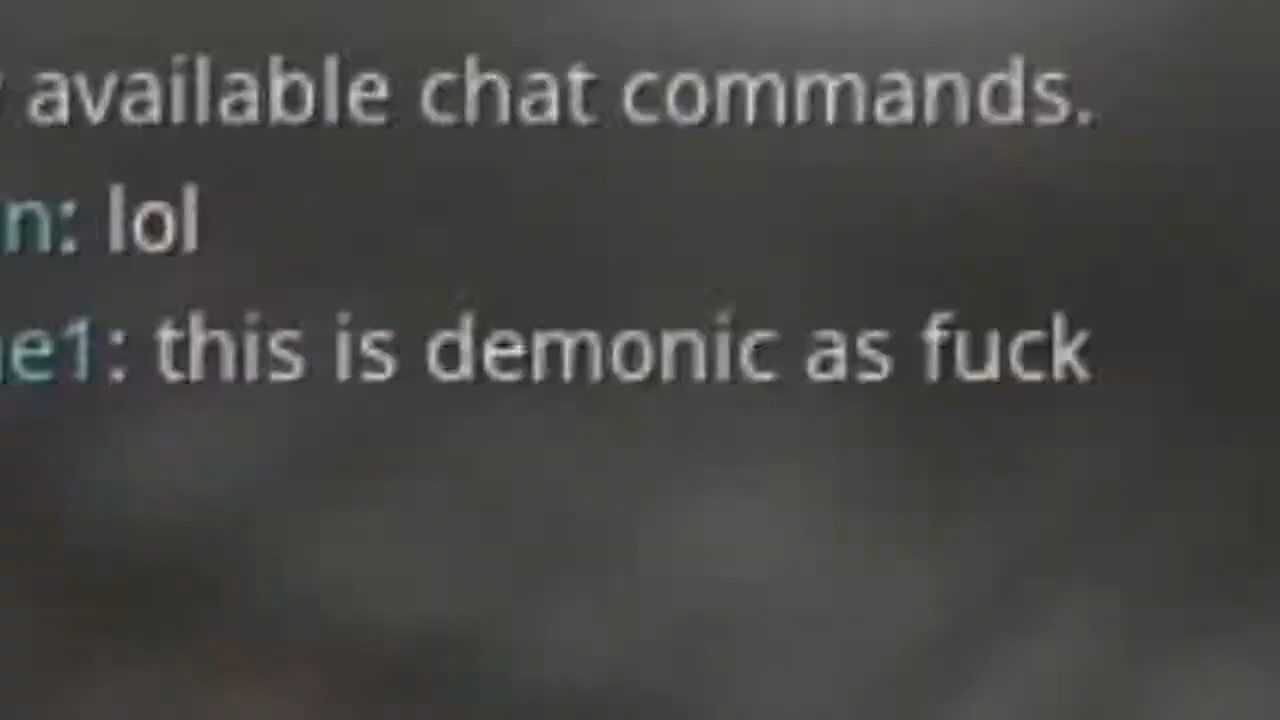 available chat commands.
n: lol
e1: this is demonic as fuck